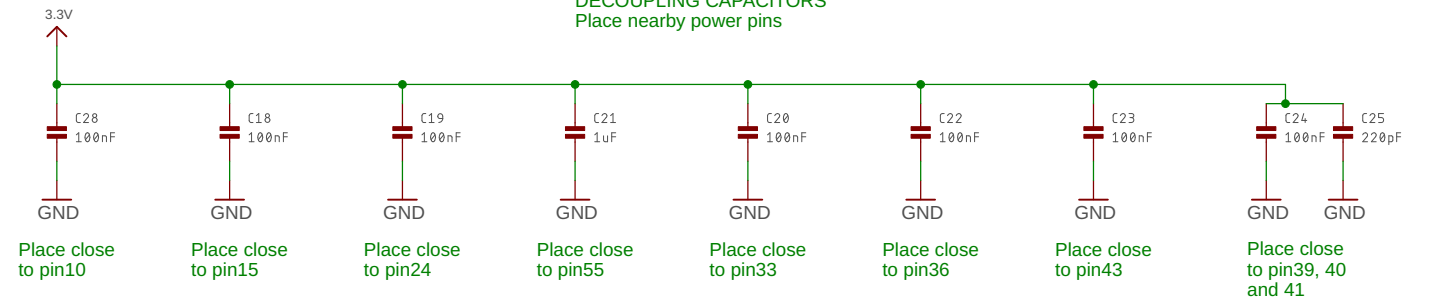 DECOUPLING CAPACITORS
Place nearby power pins
3.3V
C28
100nF
C18
100nF
C19
100nF
C21
1uF
C20
100nF
C22
100nF
C23
100nF
C24
100nF
C25
220pF
GND
GND
GND
GND
GND
GND
GND
GND
GND
Place close
to pin10
Place close
to pin15
Place close
to pin24
Place close
to pin55
Place close
to pin33
Place close
to pin36
Place close
to pin43
Place close
to pin39, 40
and 41